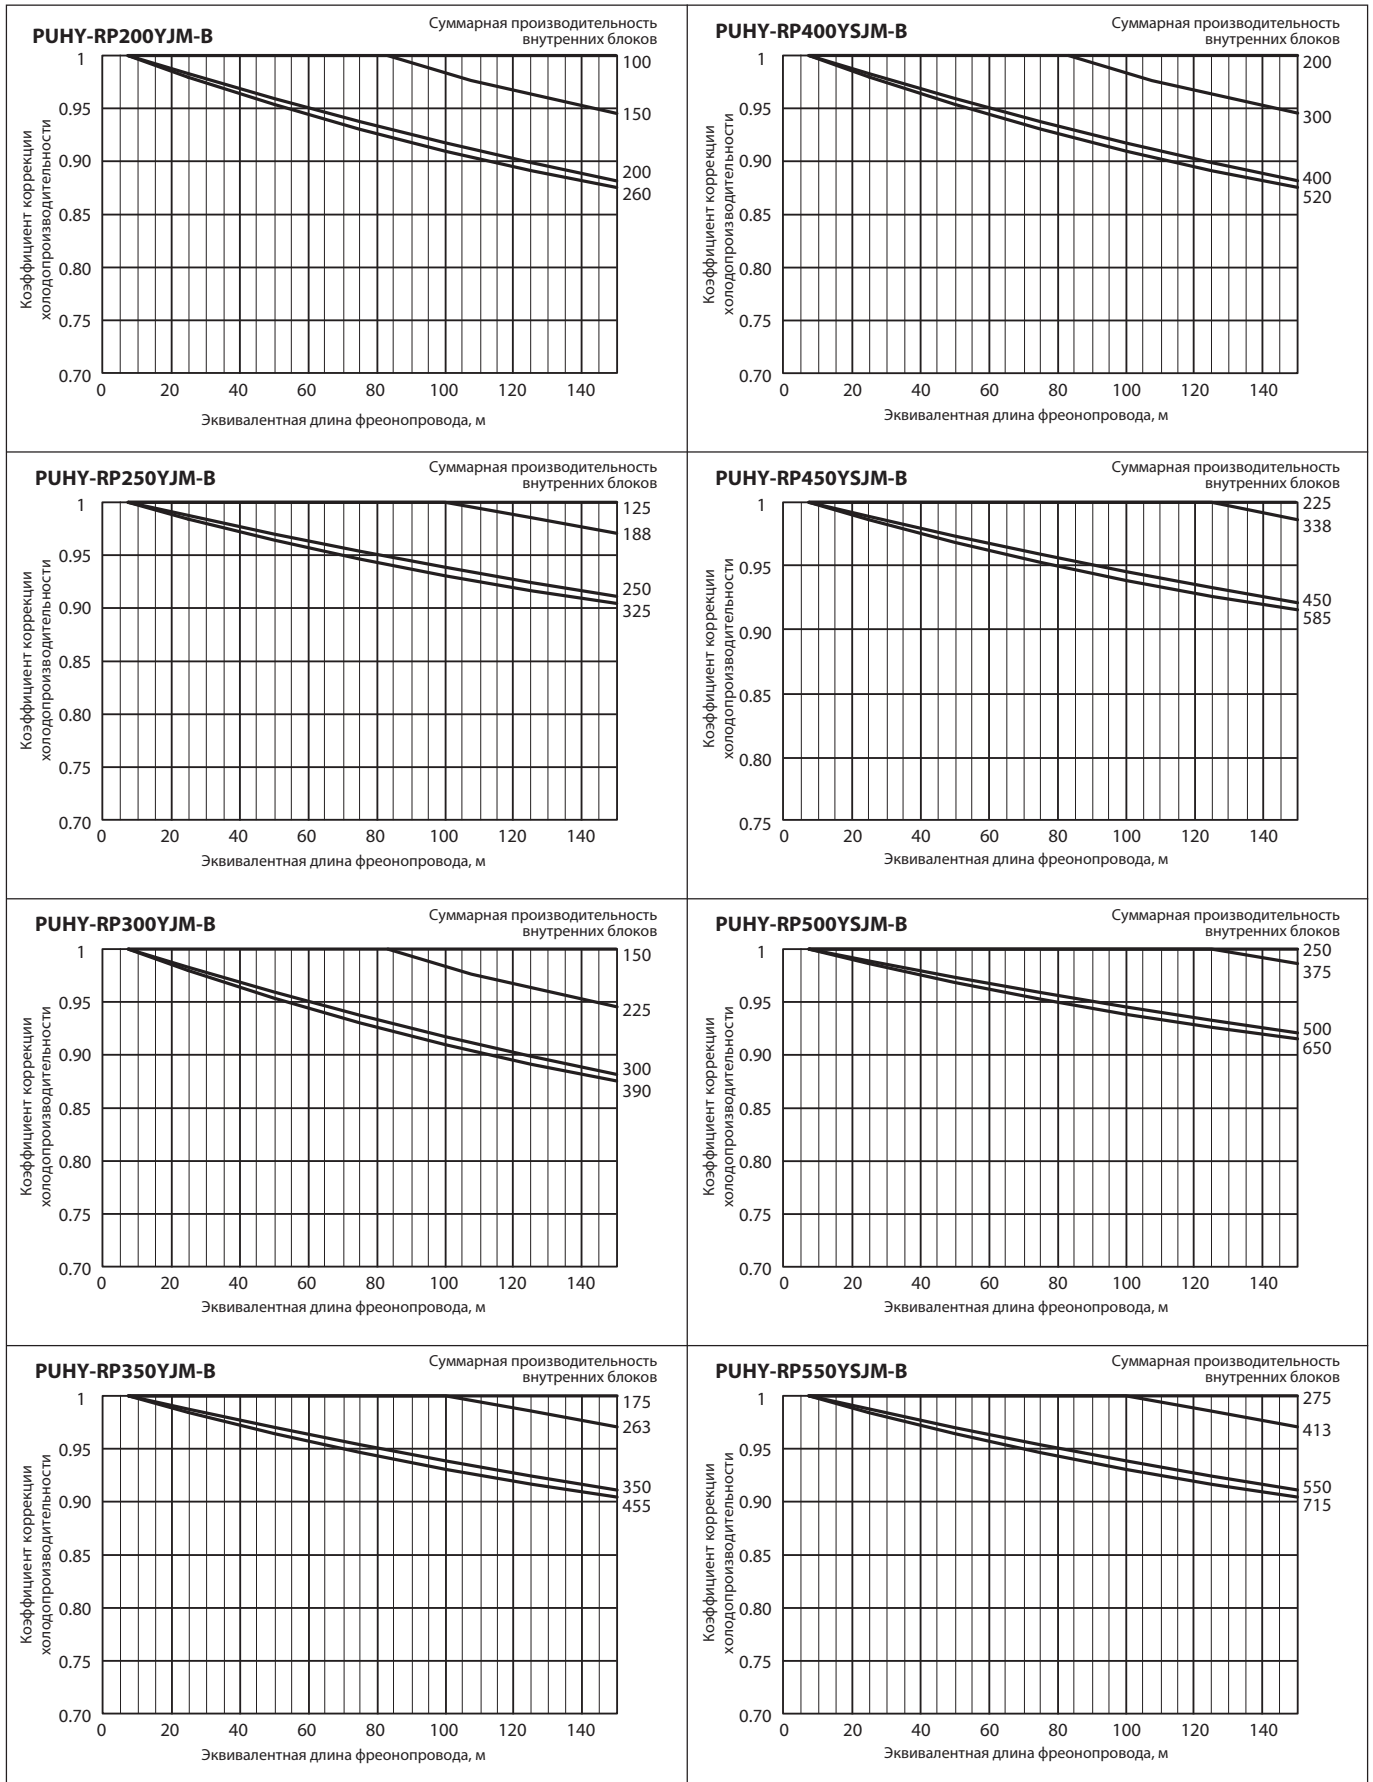 PUHY-RP200YJM-B
Суммарная производительность
внутренних блоков
Коэффициент коррекции
холодопроизводительности
1
0.95
0.90
0.85
0.80
0.75
0.70
100
150
200
260
0 20 40 60 80 100 120 140
Эквивалентная длина фреонопровода, м
PUHY-RP400YSJM-B
Суммарная производительность
внутренних блоков
Коэффициент коррекции
холодопроизводительности
1
0.95
0.90
0.85
0.80
0.75
0.70
200
300
400
520
0 20 40 60 80 100 120 140
Эквивалентная длина фреонопровода, м
PUHY-RP250YJM-B
Суммарная производительность
внутренних блоков
Коэффициент коррекции
холодопроизводительности
1
0.95
0.90
0.85
0.80
0.75
0.70
125
188
250
325
0 20 40 60 80 100 120 140
Эквивалентная длина фреонопровода, м
PUHY-RP450YSJM-B
Суммарная производительность
внутренних блоков
Коэффициент коррекции
холодопроизводительности
1
0.95
0.90
0.85
0.80
0.75
225
338
450
585
0 20 40 60 80 100 120 140
Эквивалентная длина фреонопровода, м
PUHY-RP300YJM-B
Суммарная производительность
внутренних блоков
Коэффициент коррекции
холодопроизводительности
1
0.95
0.90
0.85
0.80
0.75
0.70
150
225
300
390
0 20 40 60 80 100 120 140
Эквивалентная длина фреонопровода, м
PUHY-RP500YSJM-B
Суммарная производительность
внутренних блоков
Коэффициент коррекции
холодопроизводительности
1
0.95
0.90
0.85
0.80
0.75
0.70
250
375
500
650
0 20 40 60 80 100 120 140
Эквивалентная длина фреонопровода, м
PUHY-RP350YJM-B
Суммарная производительность
внутренних блоков
Коэффициент коррекции
холодопроизводительности
1
0.95
0.90
0.85
0.80
0.75
0.70
175
263
350
455
0 20 40 60 80 100 120 140
Эквивалентная длина фреонопровода, м
PUHY-RP550YSJM-B
Суммарная производительность
внутренних блоков
Коэффициент коррекции
холодопроизводительности
1
0.95
0.90
0.85
0.80
0.75
0.70
275
413
550
715
0 20 40 60 80 100 120 140
Эквивалентная длина фреонопровода, м